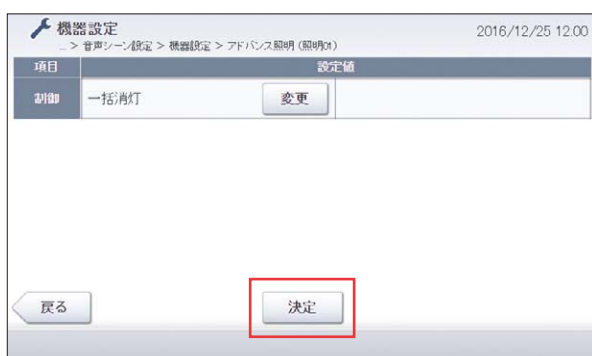 機器設定
2016/12/25 12:00
... > 音声シーン設定 > 機器設定 > アドバンス照明 (照明01)
項目 設定値
制御 一括消灯 変更
戻る 決定